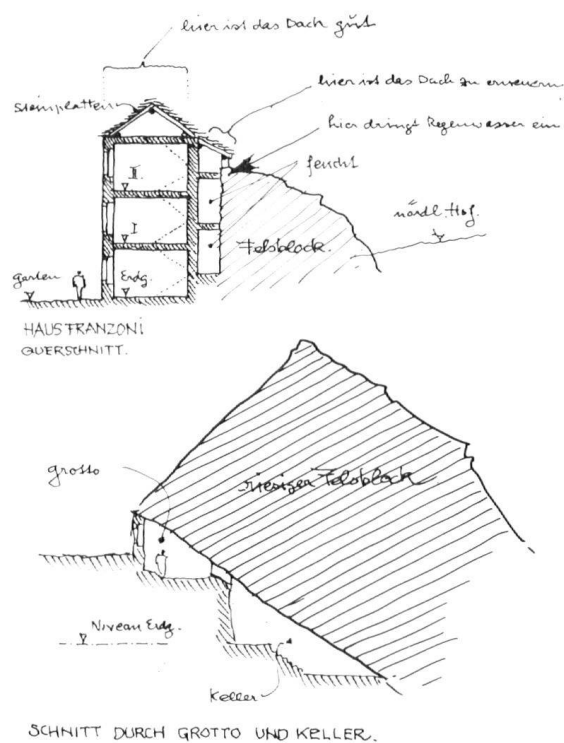 hier ist das Dach gut
Steinplatten
hier ist das Dach zu erneuern
hier dringt Regenwasser ein
feucht
nördl. Hof.
II
I
Felsblock.
Garten
Erdg.
HAUS FRANZONI
QUERSCHNITT.
grotto
riesiger Felsblock
Niveau Erdg.
Keller
SCHNITT DURCH GROTTO UND KELLER.